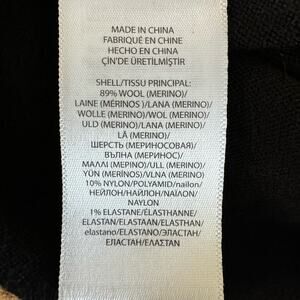 MADE IN CHINA
FABRIQUÉ EN CHINE
HECHO EN CHINA
ÇİN'DE ÜRETİLMİŞTİR
SHELL/TISSU PRINCIPAL:
89% WOOL (MERINO)/
LAINE (MÉRINOS )/LANA (MERINO)/
WOLLE (MERINO)/WOL (MERINO)/
ULD (MERINO)/LANA (MERINO)/
LÃ (MERINO)/
ШЕРСТЬ (МЕРИНОСОВАЯ)/
ВЪЛНА (МЕРИНОС)/
ΜΑΛΛΙ (ΜΕΡΙΝΟ)/ULL (MERINO)/
YÜN (MERİNOS)/VLNA (MERINO)
10% NYLON/POLYAMID/nailon/
НЕЙЛОН/НАЙЛОН/ΝΑΪΛΟΝ/
NAYLON
1% ELASTANE/ÉLASTHANNE/
ELASTAN/ELASTAAN/ELASTHAN/
elastano/ELASTANO/ЭЛАСТАН/
ЕЛАСТАН/ΕΛΑΣΤΑΝ